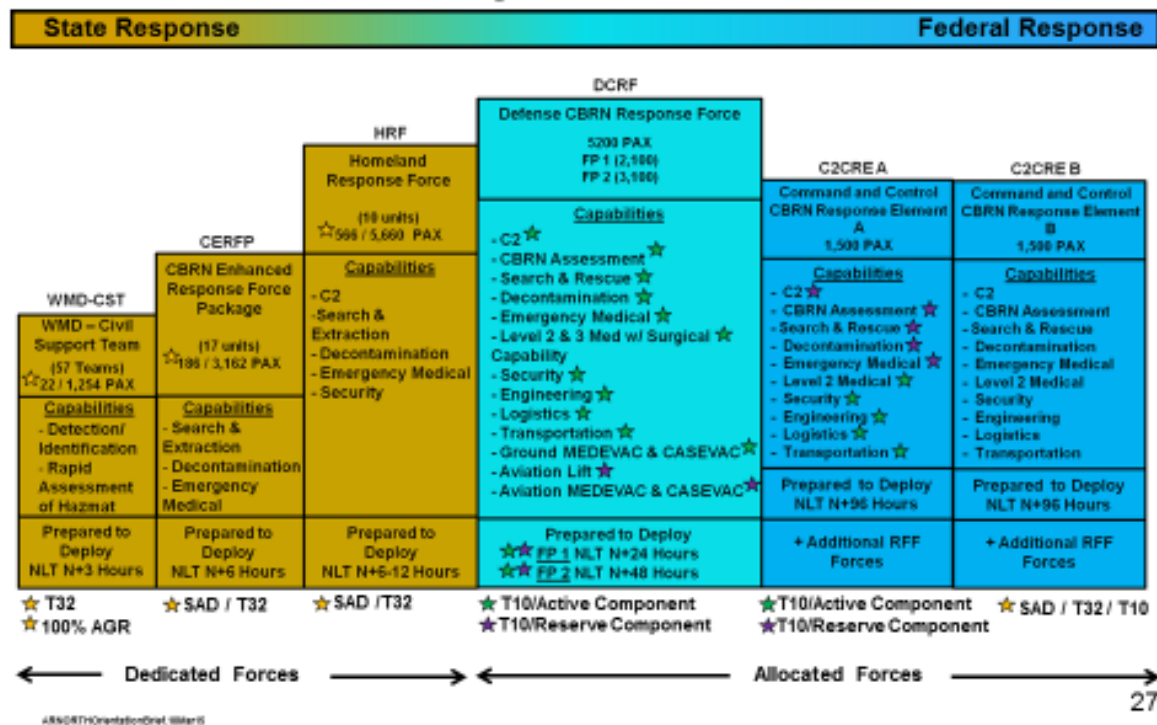 State Response
Federal Response
WMD-CST
WMD – Civil
Support Team
(57 Teams)
22 / 1,254 PAX
Capabilities
- Detection/
Identification
- Rapid
Assessment
of Hazmat
Prepared to
Deploy
NLT N+3 Hours
T32
100% AGR
CERFP
CBRN Enhanced
Response Force
Package
(17 units)
186 / 3,162 PAX
Capabilities
- Search &
Extraction
- Decontamination
- Emergency
Medical
Prepared to
Deploy
NLT N+6 Hours
SAD / T32
HRF
Homeland
Response Force
(10 units)
566 / 5,660 PAX
Capabilities
- C2
- Search &
Extraction
- Decontamination
- Emergency Medical
- Security
Prepared to
Deploy
NLT N+6-12 Hours
SAD /T32
DCRF
Defense CBRN Response Force
5200 PAX
FP 1 (2,100)
FP 2 (3,100)
Capabilities
- C2
- CBRN Assessment
- Search & Rescue
- Decontamination
- Emergency Medical
- Level 2 & 3 Med w/ Surgical
Capability
- Security
- Engineering
- Logistics
- Transportation
- Ground MEDEVAC & CASEVAC
- Aviation Lift
- Aviation MEDEVAC & CASEVAC
Prepared to Deploy
FP 1 NLT N+24 Hours
FP 2 NLT N+48 Hours
T10/Active Component
T10/Reserve Component
C2CRE A
Command and Control
CBRN Response Element
A
1,500 PAX
Capabilities
- C2
- CBRN Assessment
- Search & Rescue
- Decontamination
- Emergency Medical
- Level 2 Medical
- Security
- Engineering
- Logistics
- Transportation
Prepared to Deploy
NLT N+96 Hours
+ Additional RFF
Forces
T10/Active Component
T10/Reserve Component
C2CRE B
Command and Control
CBRN Response Element
B
1,500 PAX
Capabilities
- C2
- CBRN Assessment
- Search & Rescue
- Decontamination
- Emergency Medical
- Level 2 Medical
- Security
- Engineering
- Logistics
- Transportation
Prepared to Deploy
NLT N+96 Hours
+ Additional RFF
Forces
SAD / T32 / T10
Dedicated Forces
Allocated Forces
27